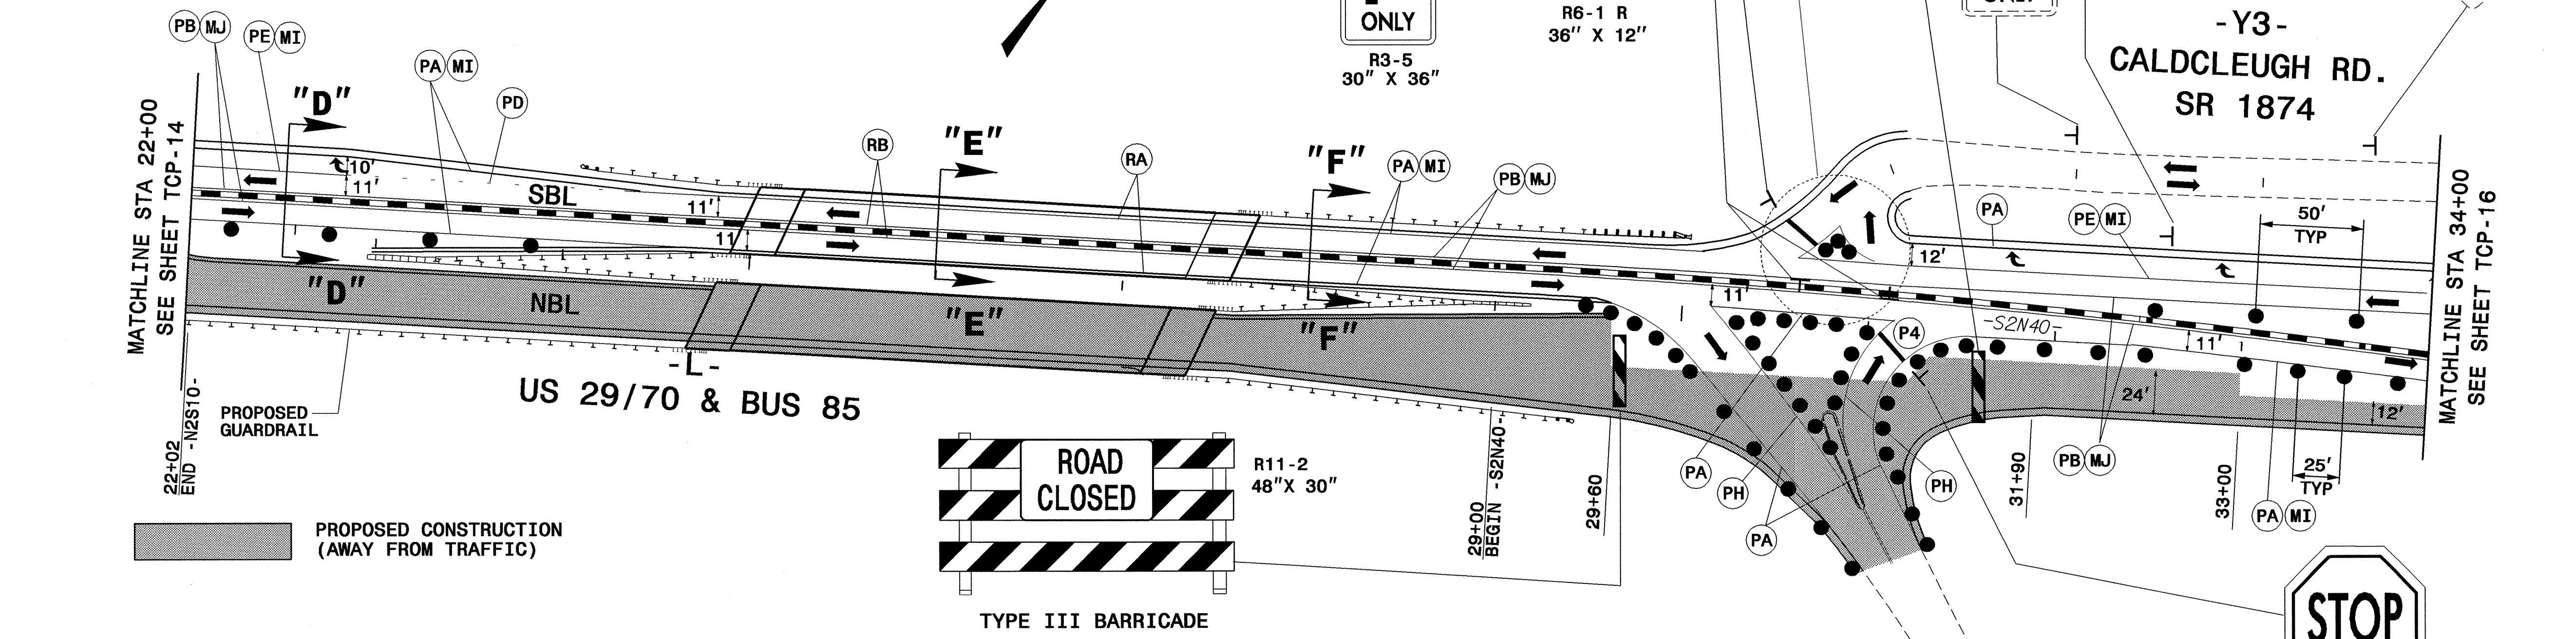 PB MJ
PE MI
PA MI
PD
"D"
10'
11'
SBL
11'
11
RB
"E"
RA
"F"
PA MI
PB MJ
ONLY
R3-5
30" X 36"
R6-1 R
36" X 12"
-Y3-
CALDCLEUGH RD.
SR 1874
MATCHLINE STA 22+00
SEE SHEET TCP-14
"D"
NBL
"E"
"F"
-L-
US 29/70 & BUS 85
PROPOSED
GUARDRAIL
22+02
END -N2S10-
PROPOSED CONSTRUCTION
(AWAY FROM TRAFFIC)
ROAD
CLOSED
R11-2
48"X 30"
TYPE III BARRICADE
29+00
BEGIN -S2N40-
29+60
11'
12'
PA
PE MI
50'
TYP
P4
-S2N40-
11'
24'
12'
PA
PH
PA
PH
31+90
PB MJ
33+00
25'
TYP
PA MI
MATCHLINE STA 34+00
SEE SHEET TCP-16
STOP